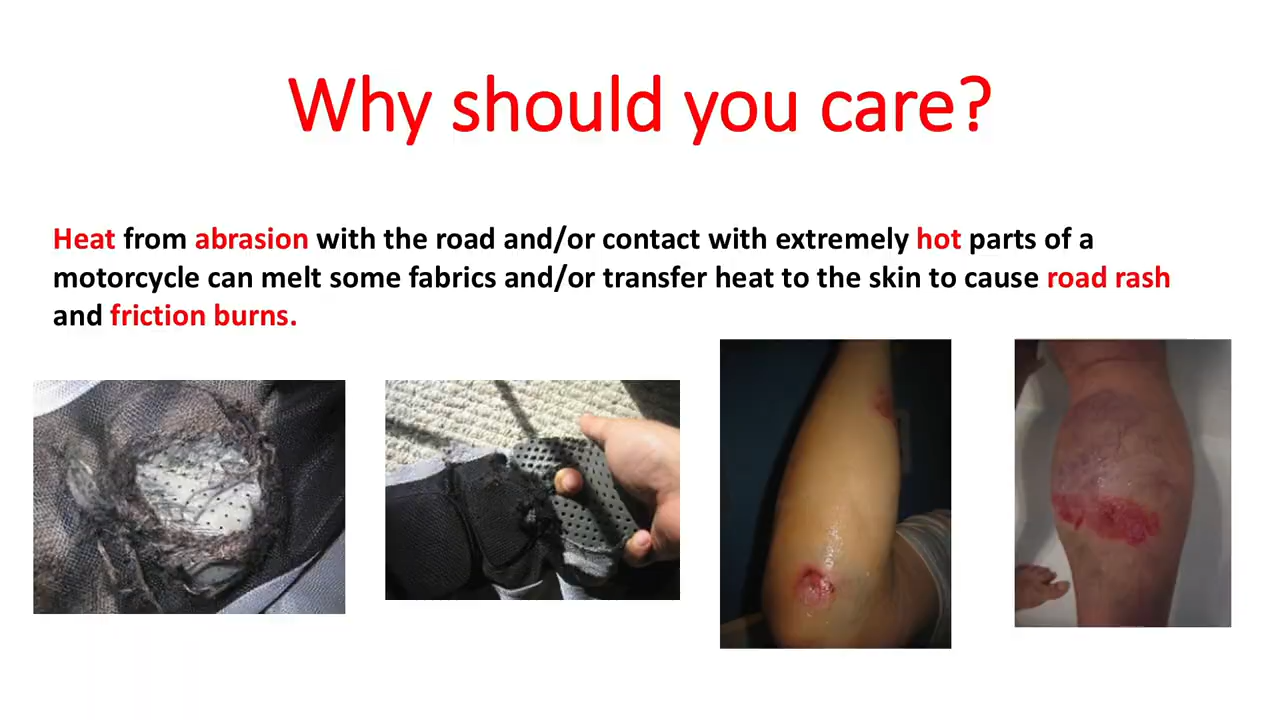 Why should you care?
Heat from abrasion with the road and/or contact with extremely hot parts of a
motorcycle can melt some fabrics and/or transfer heat to the skin to cause road rash
and friction burns.